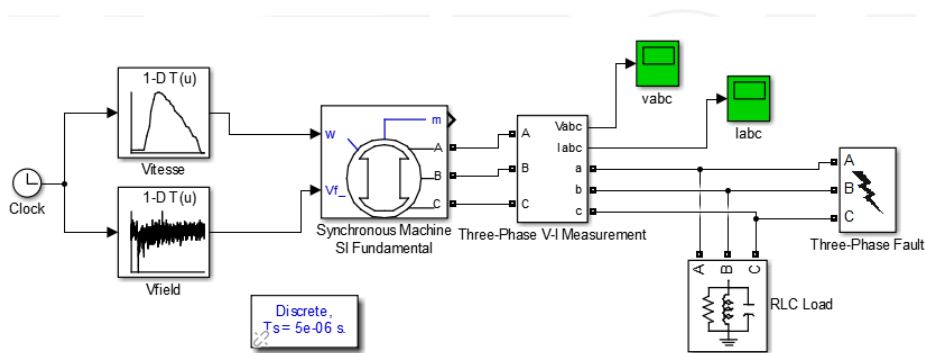 1-D T(u)
Vitesse
Clock
1-D T(u)
Vfield
w
Vf_
m
A
B
C
Synchronous Machine
SI Fundamental
A
B
C
Vabc
Iabc
a
b
c
Three-Phase V-I Measurement
vabc
Iabc
A
B
C
Three-Phase Fault
A
B
C
RLC Load
Discrete,
Ts = 5e-06 s.